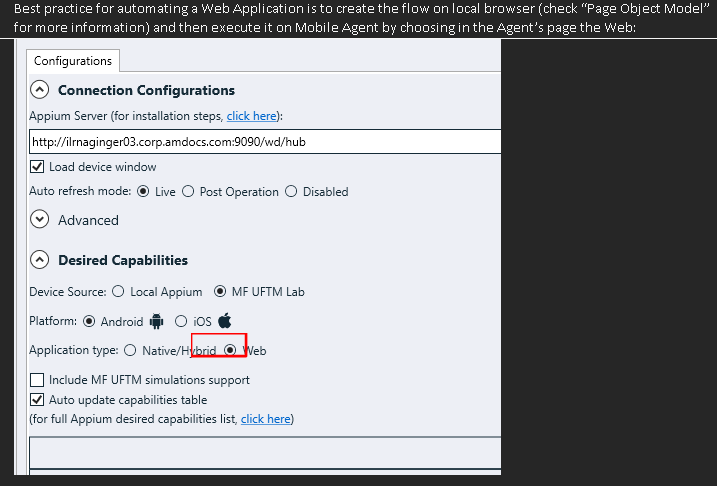 Best practice for automating a Web Application is to create the flow on local browser (check “Page Object Model”
for more information) and then execute it on Mobile Agent by choosing in the Agent’s page the Web:
Configurations
Connection Configurations
Appium Server (for installation steps, click here):
http://ilrnaginger03.corp.amdocs.com:9090/wd/hub
Load device window
Auto refresh mode: Live Post Operation Disabled
Advanced
Desired Capabilities
Device Source: Local Appium MF UFTM Lab
Platform: Android iOS
Application type: Native/Hybrid Web
Include MF UFTM simulations support
Auto update capabilities table
(for full Appium desired capabilities list, click here)